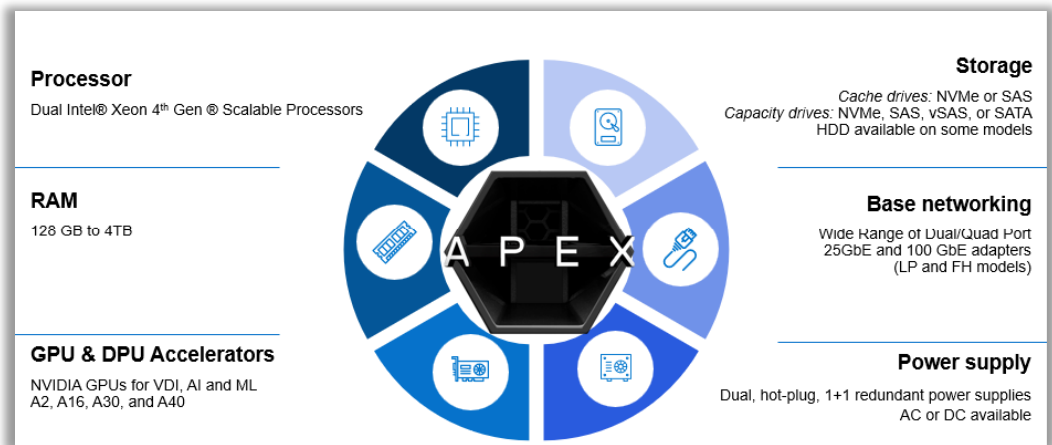 Processor
Dual Intel® Xeon 4th Gen ® Scalable Processors
RAM
128 GB to 4TB
GPU & DPU Accelerators
NVIDIA GPUs for VDI, AI and ML
A2, A16, A30, and A40
APEX
Storage
Cache drives: NVMe or SAS
Capacity drives: NVMe, SAS, vSAS, or SATA
HDD available on some models
Base networking
Wide Range of Dual/Quad Port
25GbE and 100 GbE adapters
(LP and FH models)
Power supply
Dual, hot-plug, 1+1 redundant power supplies
AC or DC available